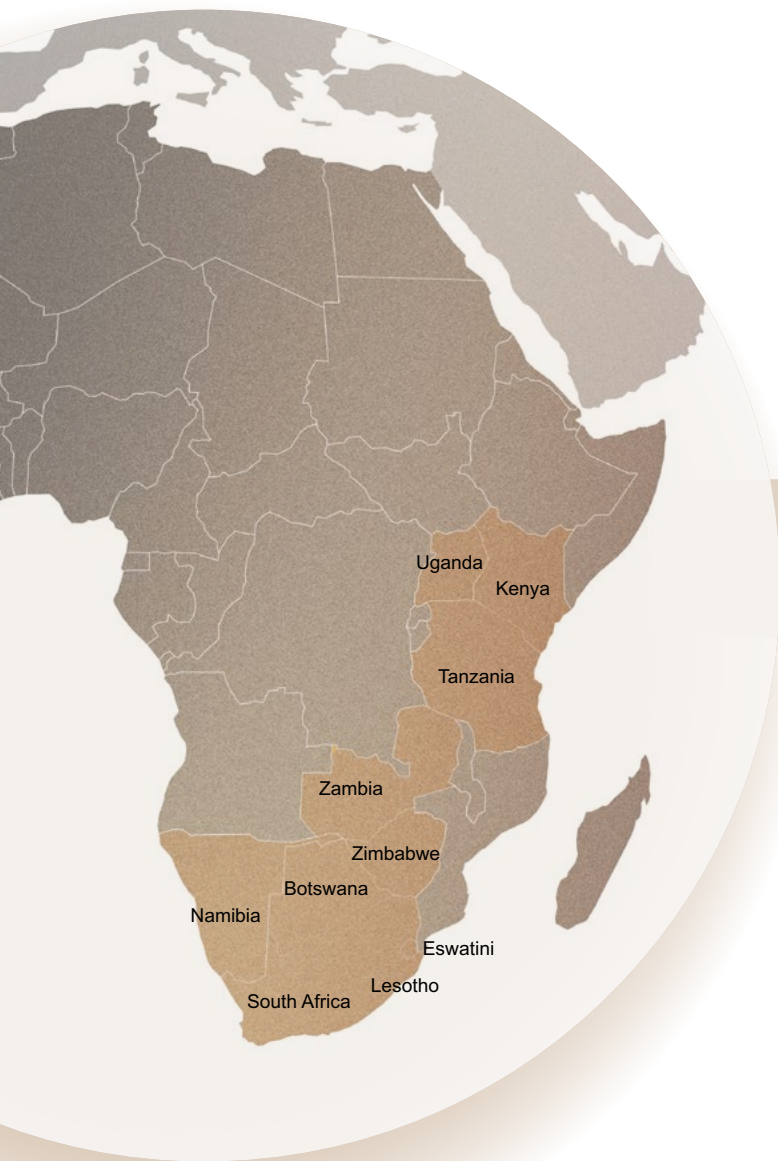 Uganda
Kenya
Tanzania
Zambia
Zimbabwe
Botswana
Namibia
Eswatini
Lesotho
South Africa